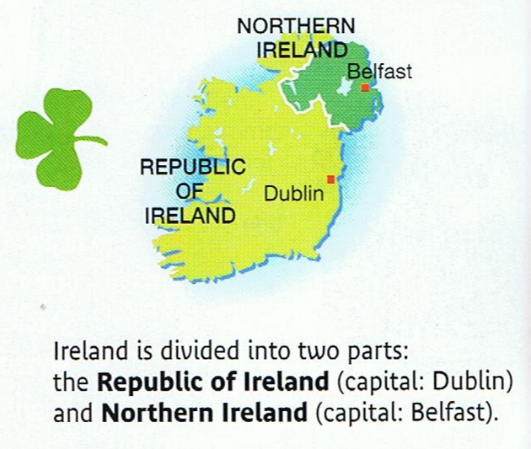 NORTHERN
IRELAND
Belfast
REPUBLIC
OF
IRELAND
Dublin
Ireland is divided into two parts:
the Republic of Ireland (capital: Dublin)
and Northern Ireland (capital: Belfast).